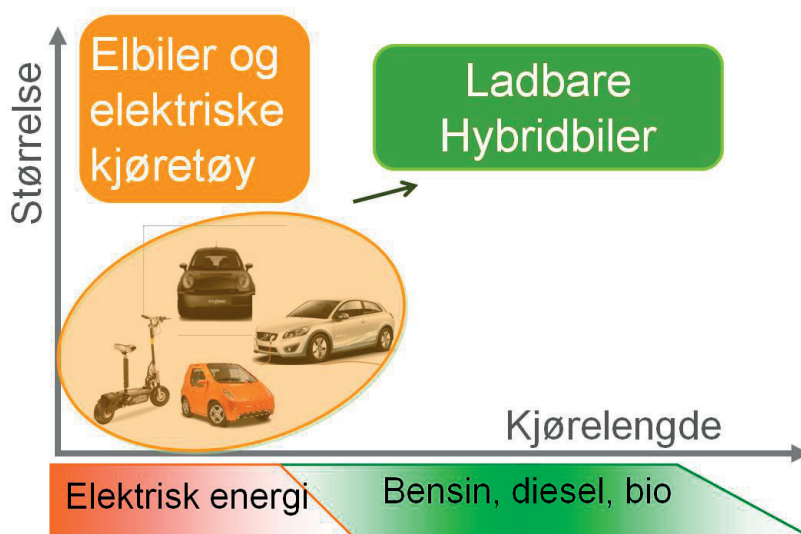 Elbiler og
elektriske
kjøretøy
Ladbare
Hybridbiler
Størrelse
Kjørelengde
Elektrisk energi
Bensin, diesel, bio